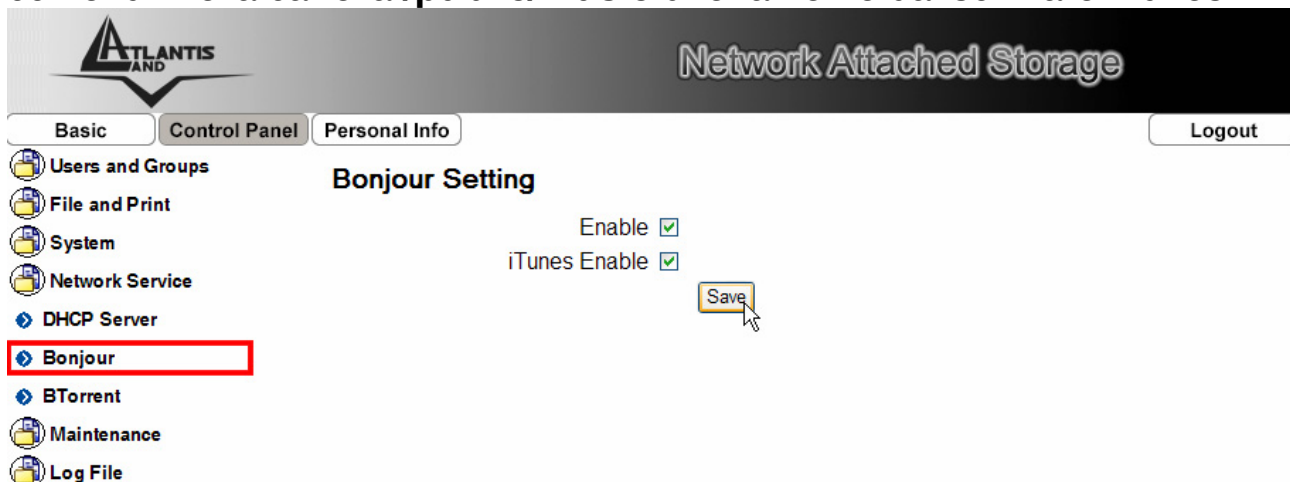 ATLANTIS
LAND
Network Attached Storage
Basic
Control Panel
Personal Info
Logout
Users and Groups
File and Print
System
Network Service
DHCP Server
Bonjour
BTorrent
Maintenance
Log File
Bonjour Setting
Enable
iTunes Enable
Save